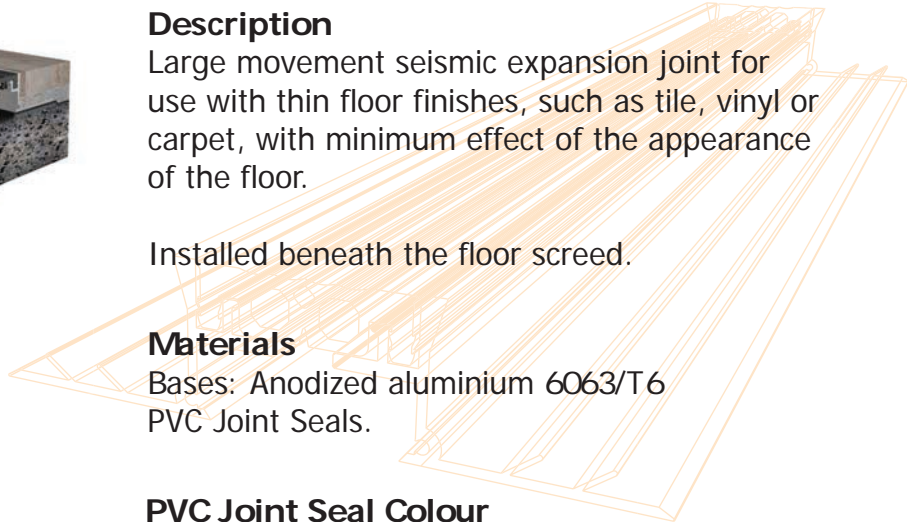 Description
Large movement seismic expansion joint for
use with thin floor finishes, such as tile, vinyl or
carpet, with minimum effect of the appearance
of the floor.
Installed beneath the floor screed.
Materials
Bases: Anodized aluminium 6063/T6
PVC Joint Seals.
PVC Joint Seal Colour